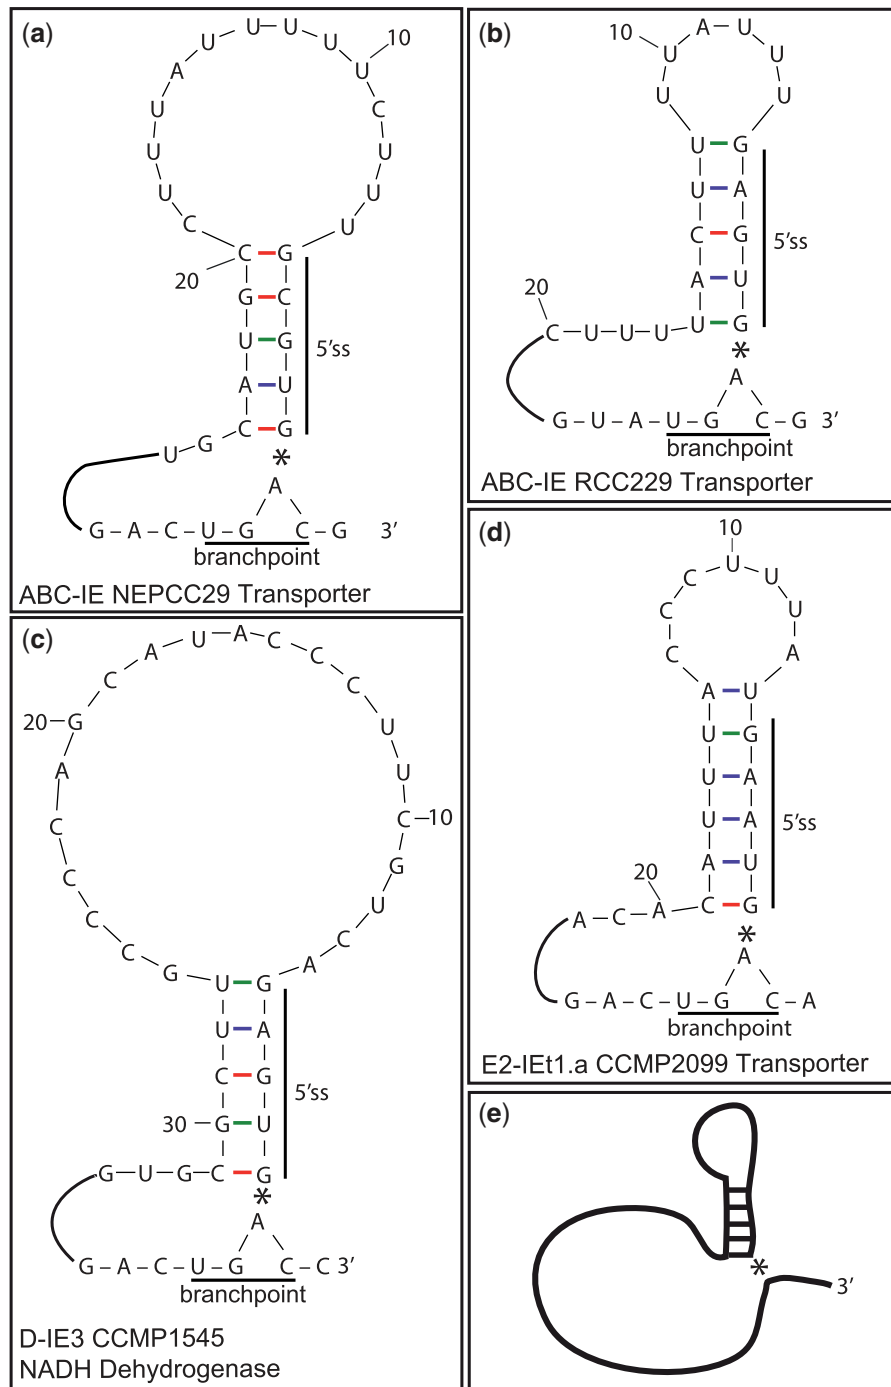 (a)
U–U–U–U
10
A U
U C
U U
U U
C U
20
C G
G C
U G
A U
U G C G
5'ss
*
A
G–A–C–U–G C–G 3'
branchpoint
ABC-IE NEPCC29 Transporter
(b)
U–A–U
10
U U
U U
U G
U A
C G
A U
20
C–U–U–U–U G
5'ss
*
A
G–U–A–U–G C–G 3'
branchpoint
ABC-IE RCC229 Transporter
(c)
A–U–A–C–C
C C
20
G U
A U
C C
10
C G
C U
C C
G A
U G
U A
C G
30
G U
G–U–G–C G
5'ss
*
A
G–A–C–U–G C–C 3'
branchpoint
D-IE3 CCMP1545
NADH Dehydrogenase
(d)
10
C U U
C U
C A
A U
U G
U A
U A
A U
20
A–C–A–C G
5'ss
*
A
G–A–C–U–G C–A
branchpoint
E2-IEt1.a CCMP2099 Transporter
(e)
*
3'